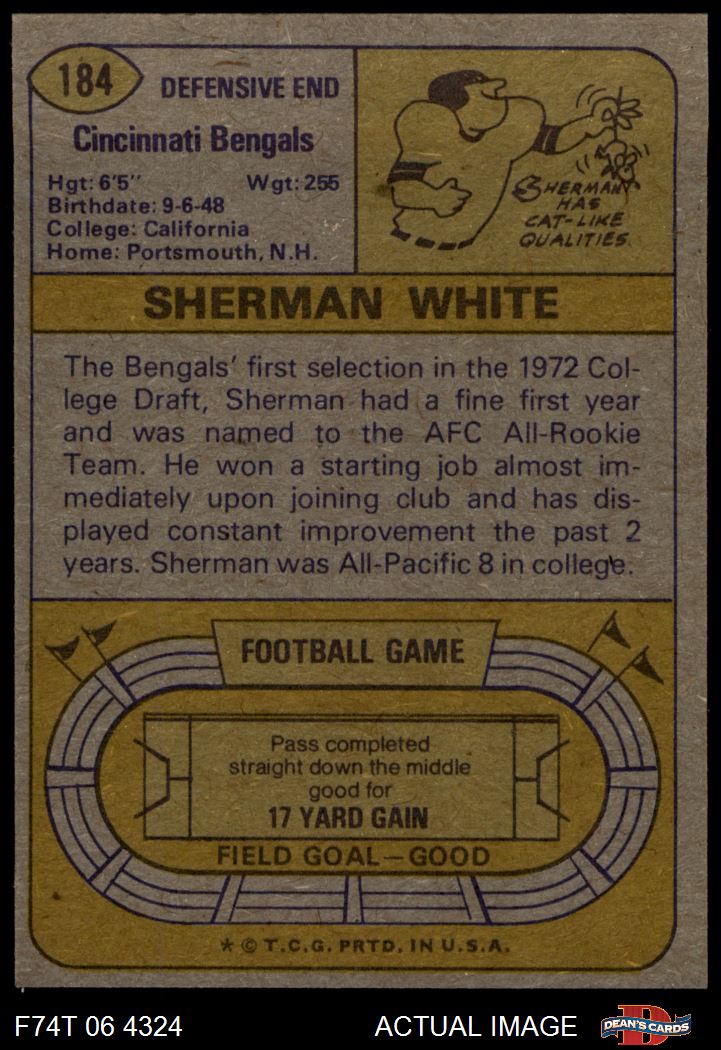 184
DEFENSIVE END
Cincinnati Bengals
Hgt: 6'5" Wgt: 255
Birthdate: 9-6-48
College: California
Home: Portsmouth, N.H.
SHERMAN
HAS
CAT-LIKE
QUALITIES.
SHERMAN WHITE
The Bengals' first selection in the 1972 Col-
lege Draft, Sherman had a fine first year
and was named to the AFC All-Rookie
Team. He won a starting job almost im-
mediately upon joining club and has dis-
played constant improvement the past 2
years. Sherman was All-Pacific 8 in college.
FOOTBALL GAME
Pass completed
straight down the middle
good for
17 YARD GAIN
FIELD GOAL—GOOD
* © T.C.G. PRTD. IN U.S.A.
F74T 06 4324 ACTUAL IMAGE
D
DEAN'S CARDS